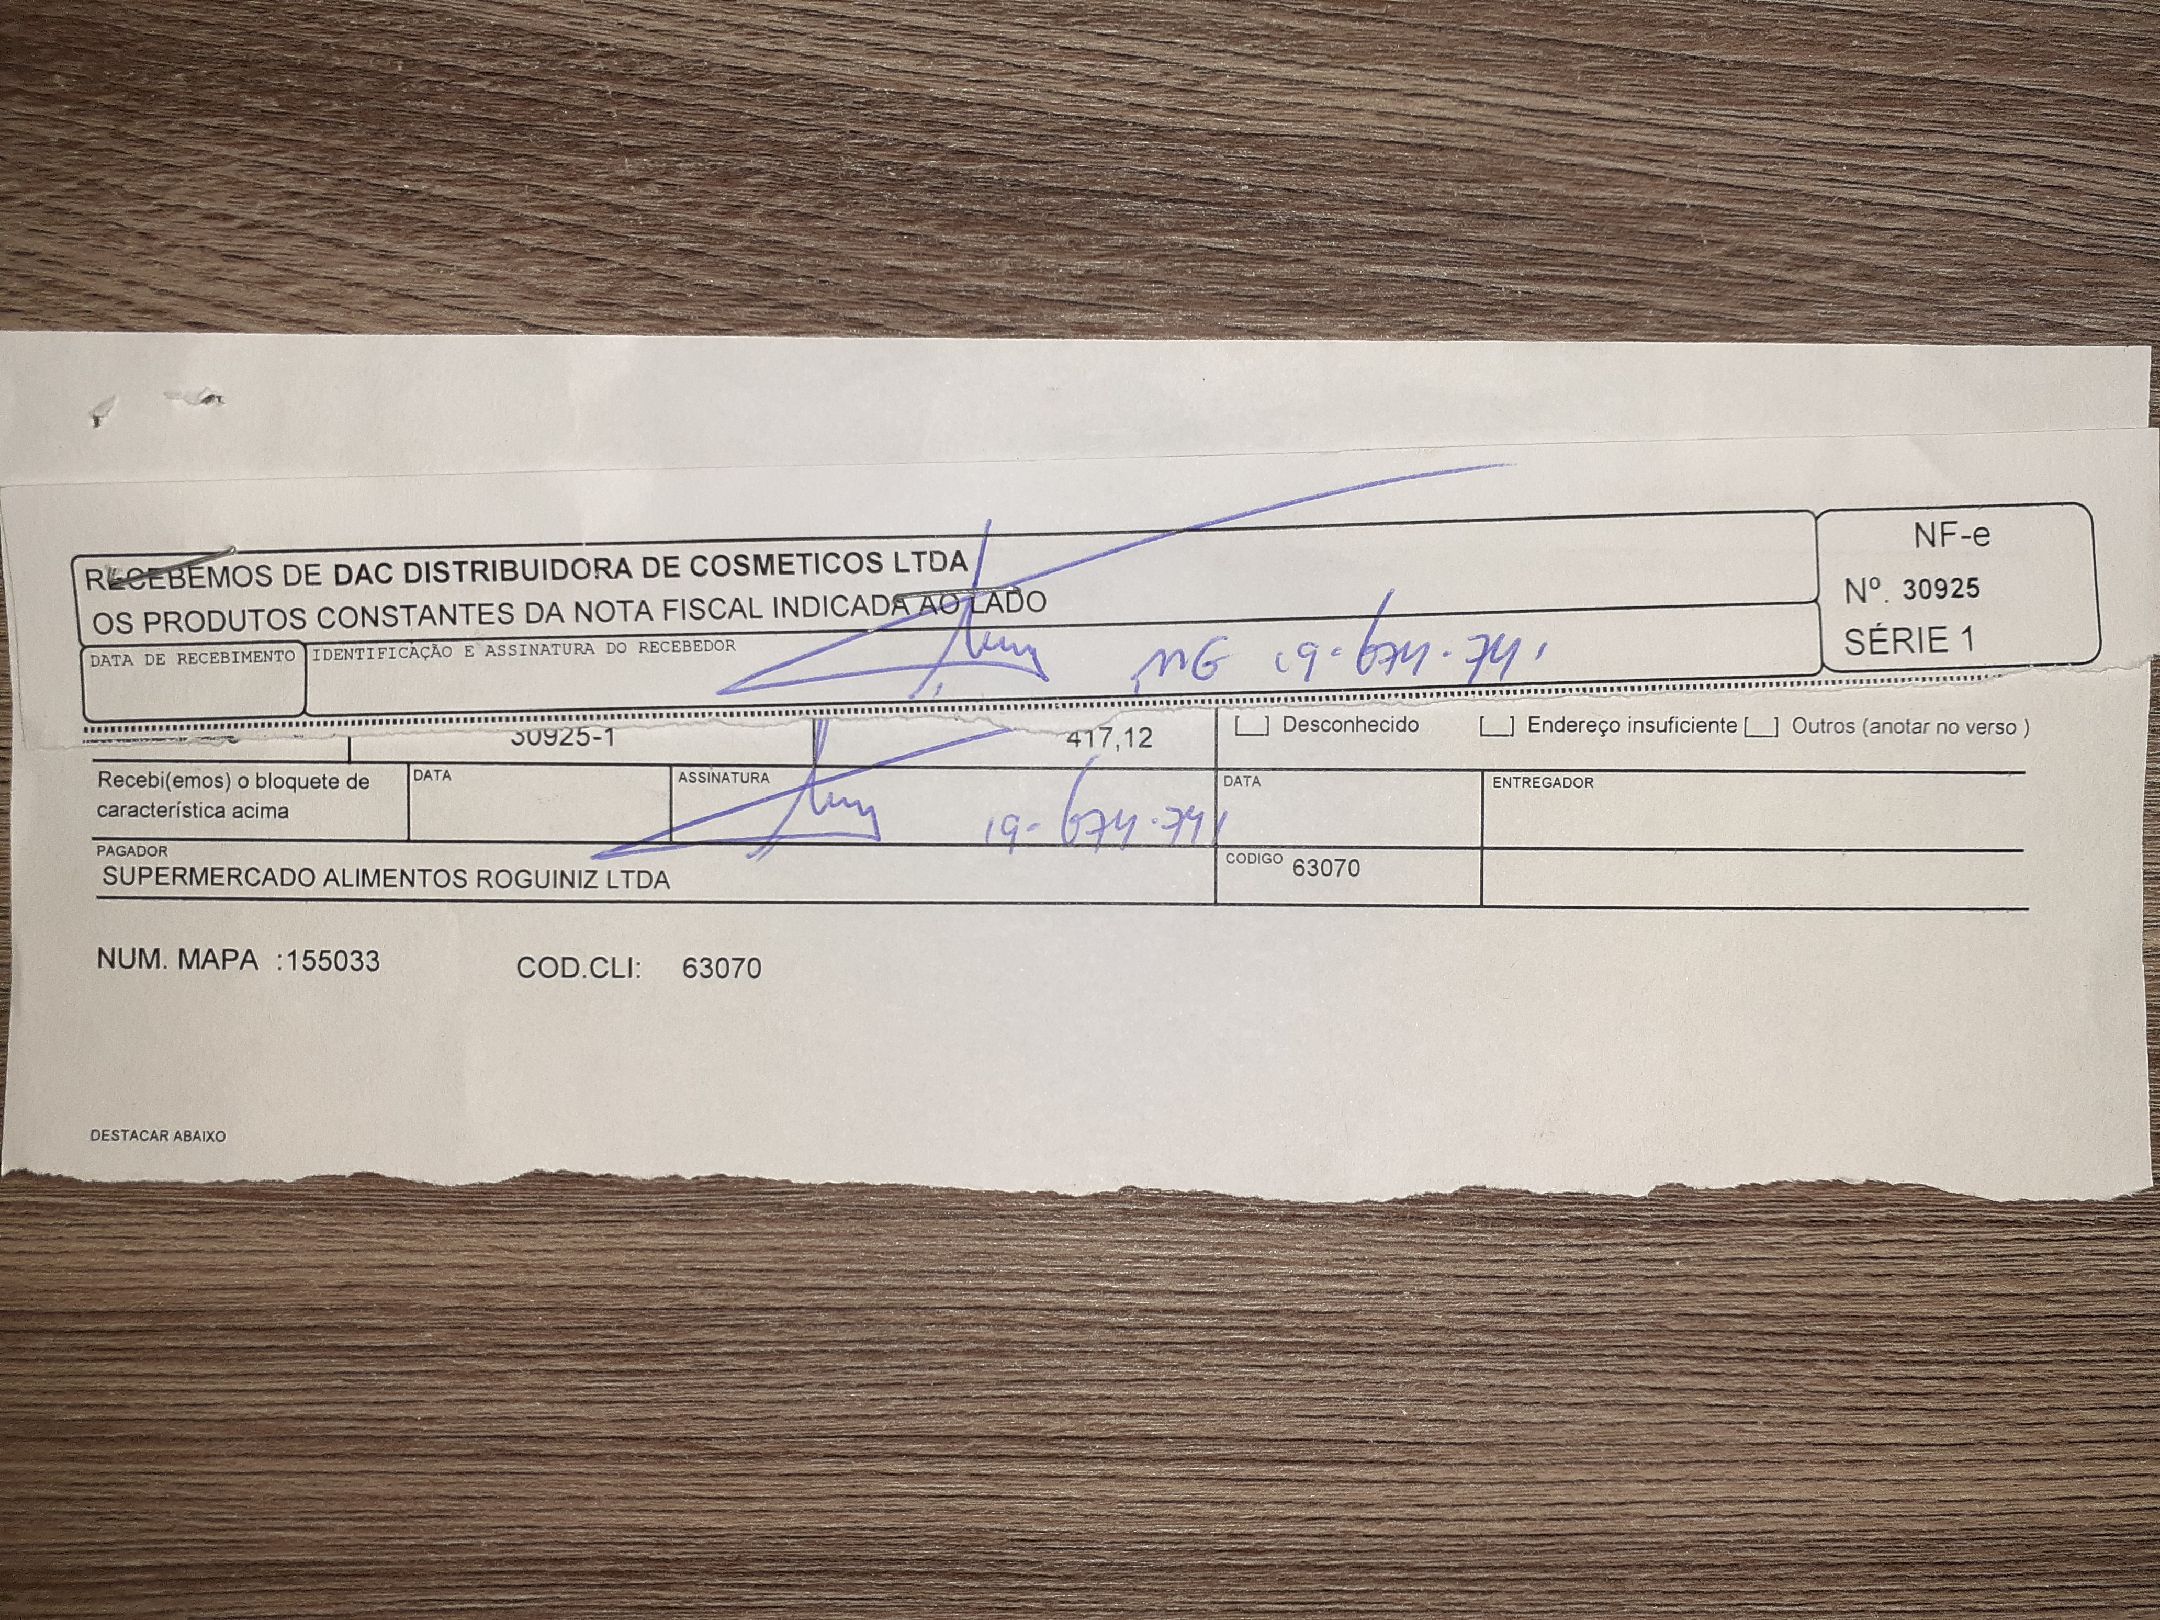 RECEBEMOS DE DAC DISTRIBUIDORA DE COSMETICOS LTDA
OS PRODUTOS CONSTANTES DA NOTA FISCAL INDICADA AO LADO
NF-e
Nº. 30925
SÉRIE 1
DATA DE RECEBIMENTO
IDENTIFICAÇÃO E ASSINATURA DO RECEBEDOR
MG 19-674-741
30925-1
417,12
[_] Desconhecido [_] Endereço insuficiente [_] Outros (anotar no verso )
Recebi(emos) o bloquete de
característica acima
DATA
ASSINATURA
19-674-741
DATA
ENTREGADOR
PAGADOR
SUPERMERCADO ALIMENTOS ROGUINIZ LTDA
CODIGO 63070
NUM. MAPA :155033 COD.CLI: 63070
DESTACAR ABAIXO